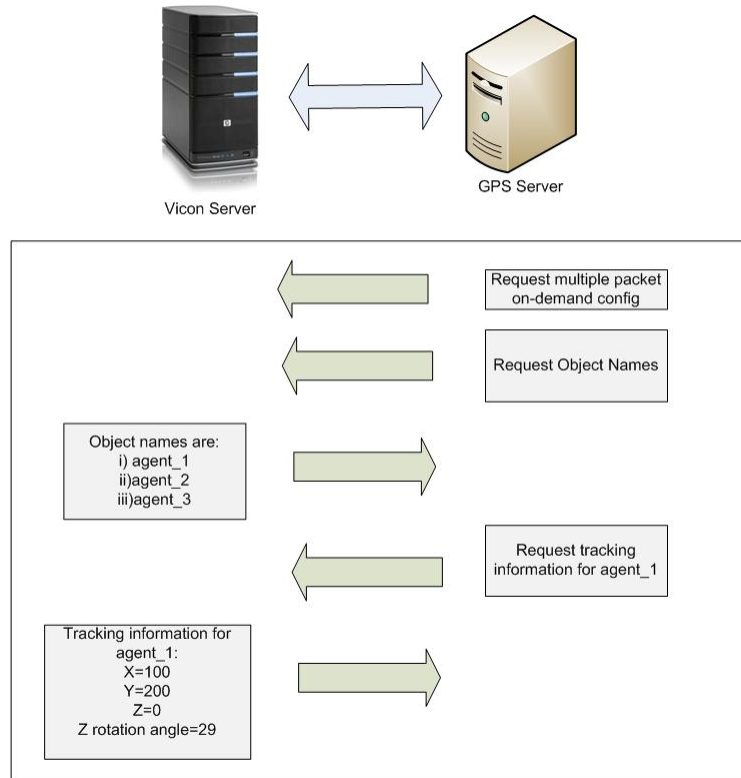 Vicon Server
GPS Server
Request multiple packet
on-demand config
Request Object Names
Object names are:
i) agent_1
ii)agent_2
iii)agent_3
Request tracking
information for agent_1
Tracking information for
agent_1:
X=100
Y=200
Z=0
Z rotation angle=29